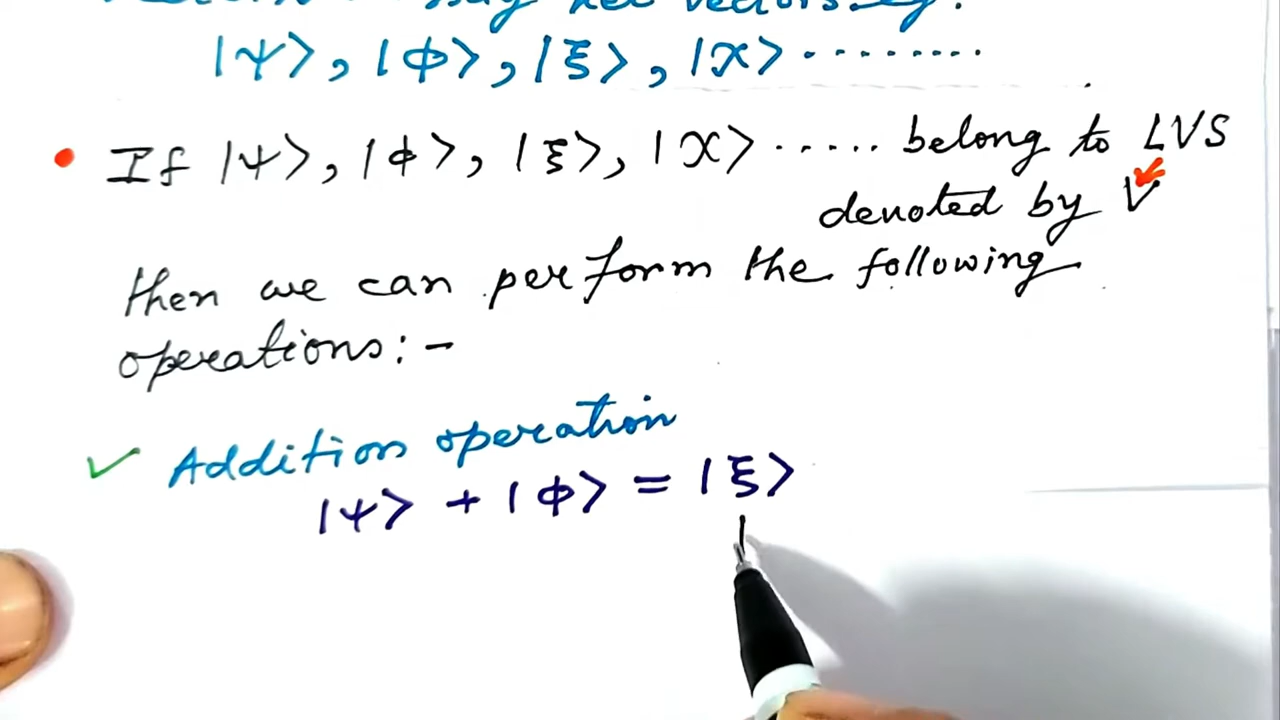 |ψ⟩, |ϕ⟩, |ξ⟩, |x⟩ ........
• If |ψ⟩, |ϕ⟩, |ξ⟩, |x⟩ ..... belong to LVS
denoted by V
then we can perform the following
operations:-
✓ Addition operation
|ψ⟩ + |ϕ⟩ = |ξ⟩